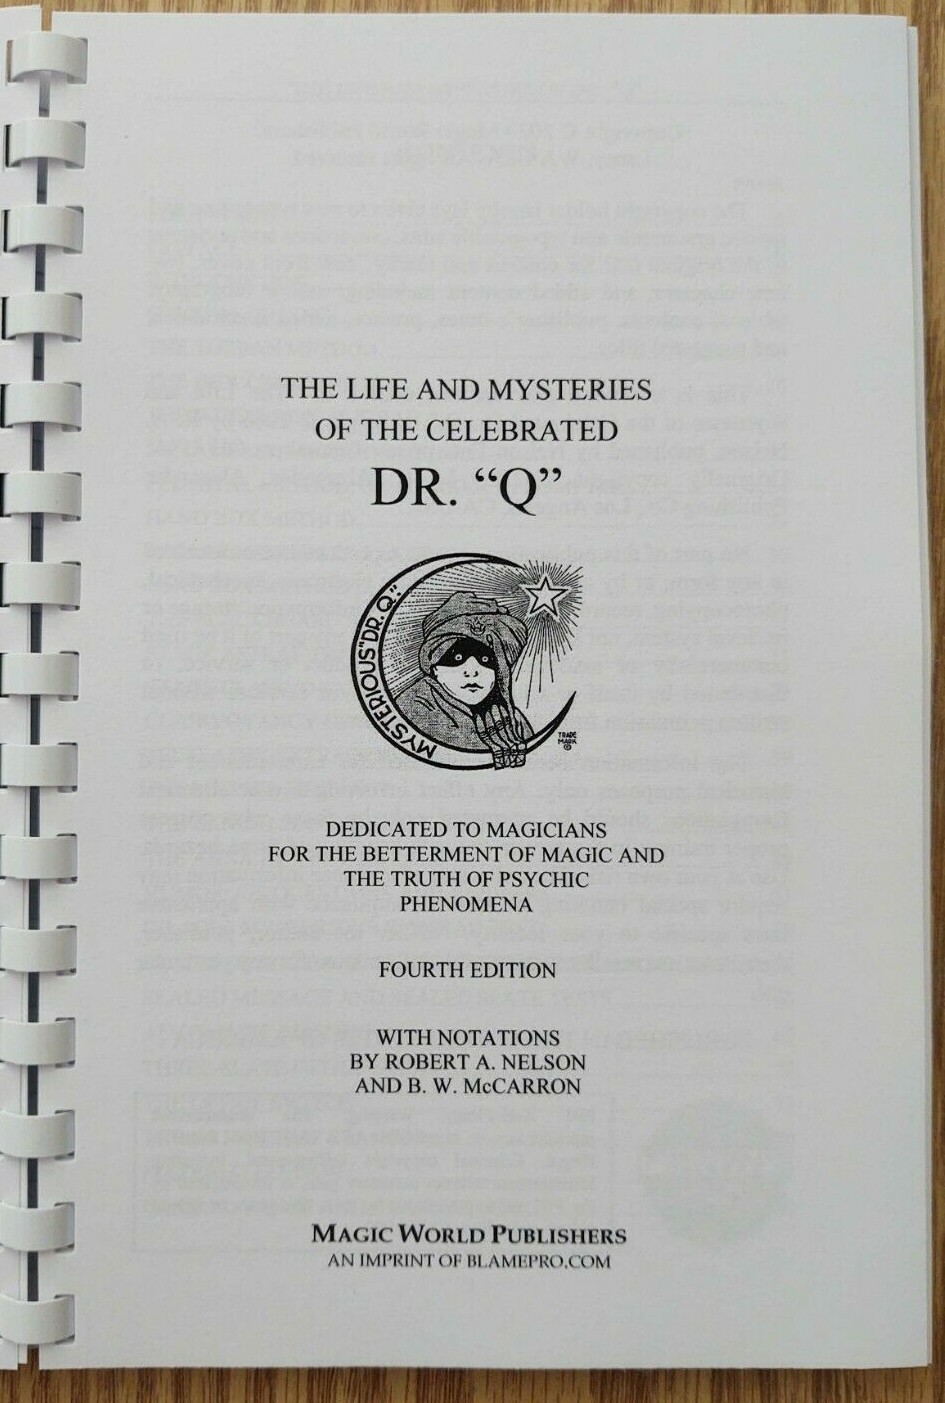 THE LIFE AND MYSTERIES
OF THE CELEBRATED
DR. “Q”
MYSTERIOUS "DR. Q."
TRADE
MARK
©
DEDICATED TO MAGICIANS
FOR THE BETTERMENT OF MAGIC AND
THE TRUTH OF PSYCHIC
PHENOMENA
FOURTH EDITION
WITH NOTATIONS
BY ROBERT A. NELSON
AND B. W. McCARRON
MAGIC WORLD PUBLISHERS
AN IMPRINT OF BLAMEPRO.COM